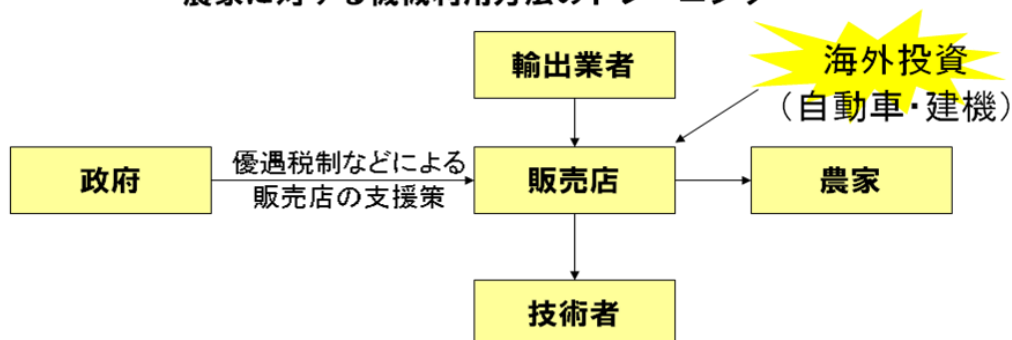 輸出業者
海外投資
（自動車・建機）
政府
優遇税制などによる
販売店の支援策
販売店
農家
技術者